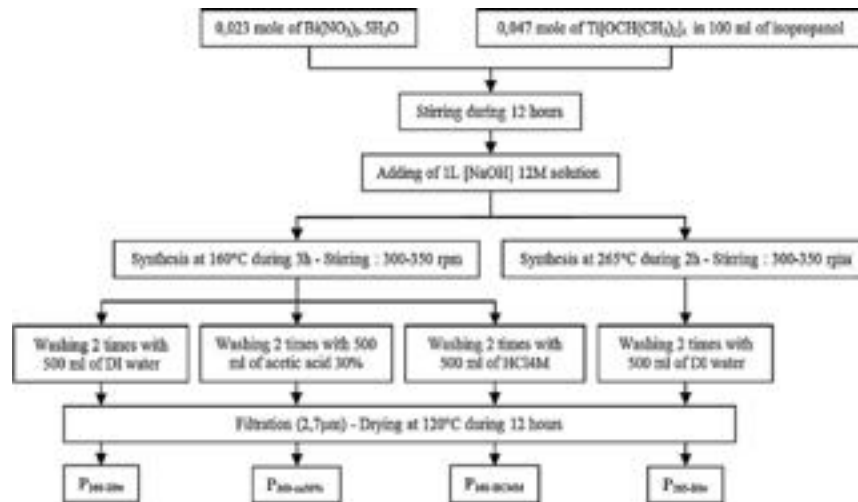 0,023 mole of Bi(NO₃)₃.5H₂O
0,047 mole of Ti[OCH(CH₃)₂]₄ in 100 ml of isopropanol
Stirring during 12 hours
Adding of 1L [NaOH] 12M solution
Synthesis at 160°C during 3h - Stirring : 300-350 rpm
Synthesis at 265°C during 2h - Stirring : 300-350 rpm
Washing 2 times with
500 ml of DI water
Washing 2 times with 500
ml of acetic acid 30%
Washing 2 times with
500 ml of HCl4M
Washing 2 times with
500 ml of DI water
Filtration (2,7µm) - Drying at 120°C during 12 hours